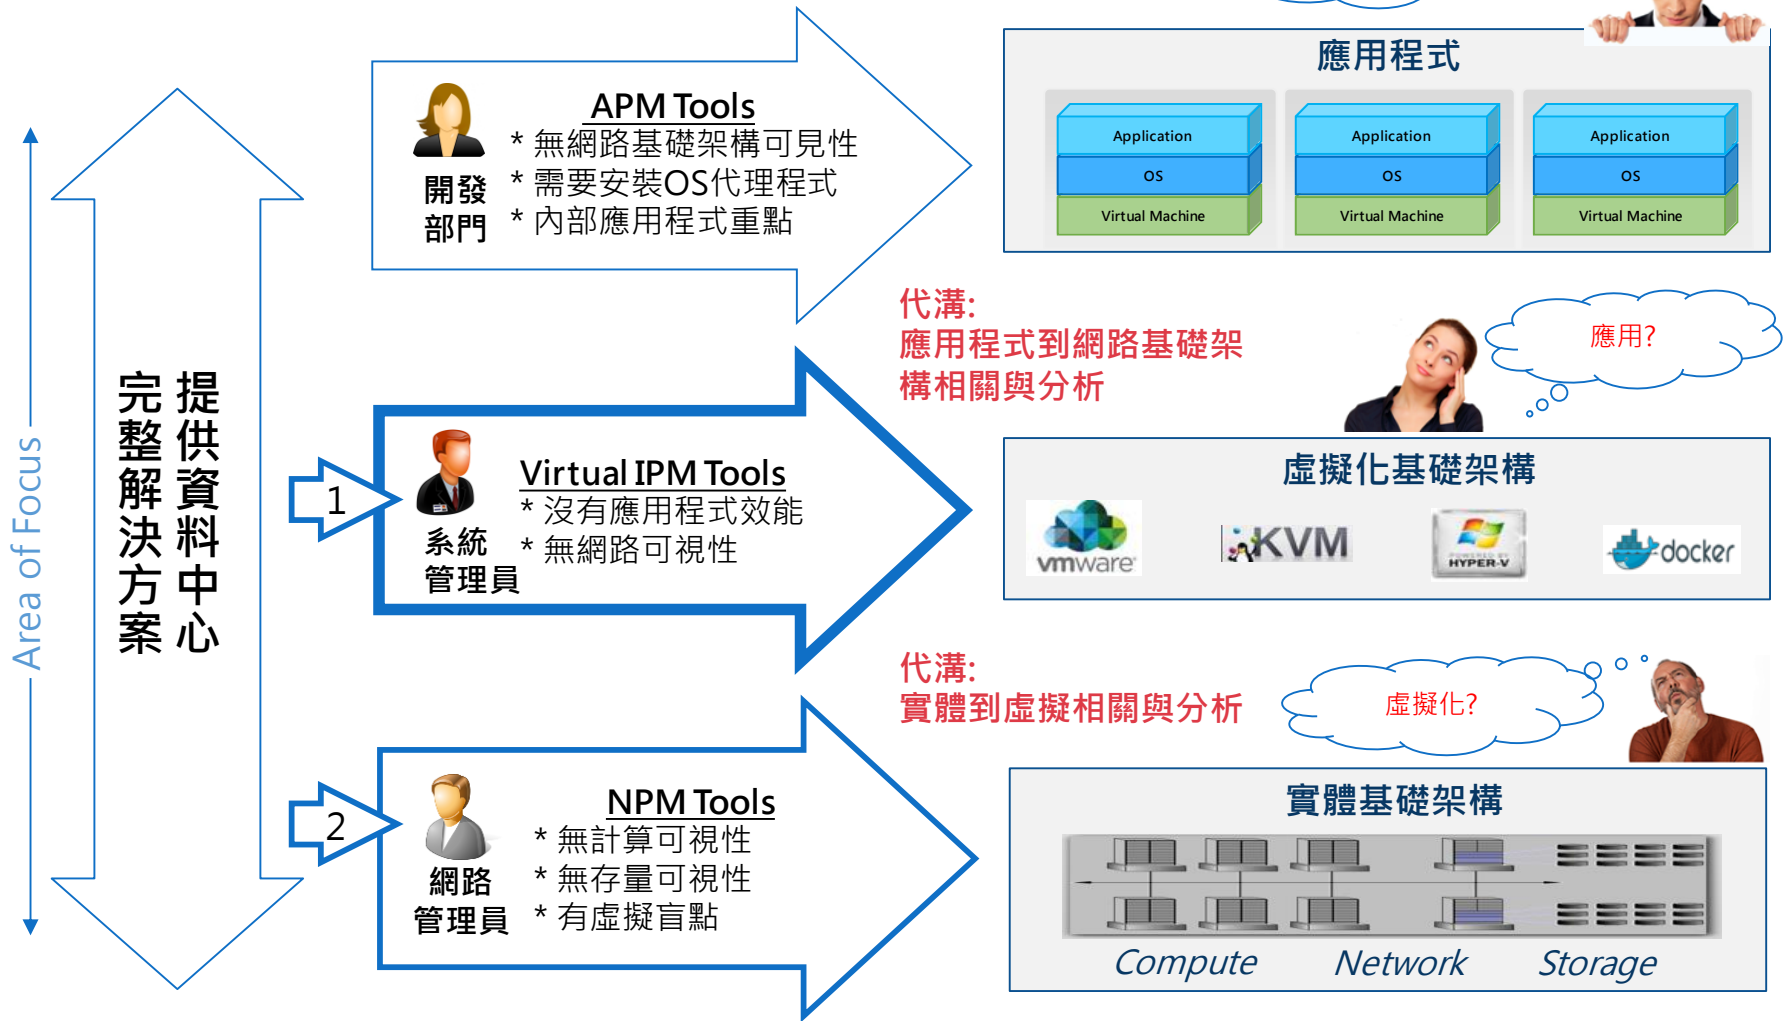 Area of Focus
提供資料中心
完整解決方案
APM Tools
* 無網路基礎架構可見性
* 需要安裝OS代理程式
* 內部應用程式重點
開發
部門
應用程式
Application
OS
Virtual Machine
Application
OS
Virtual Machine
Application
OS
Virtual Machine
代溝:
應用程式到網路基礎架
構相關與分析
應用?
1
Virtual IPM Tools
* 沒有應用程式效能
* 無網路可視性
系統
管理員
虛擬化基礎架構
vmware
KVM
POWERED BY
HYPER-V
docker
代溝:
實體到虛擬相關與分析
虛擬化?
2
NPM Tools
* 無計算可視性
* 無存量可視性
* 有虛擬盲點
網路
管理員
實體基礎架構
Compute
Network
Storage